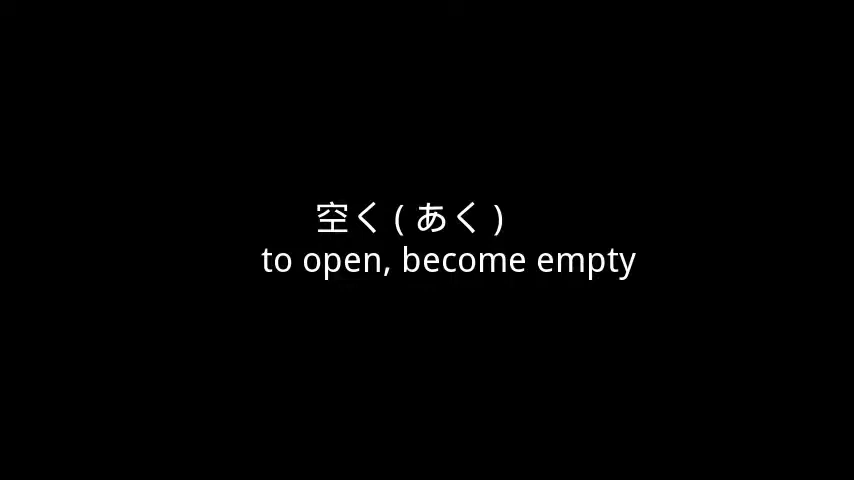 空く ( あく )
to open, become empty